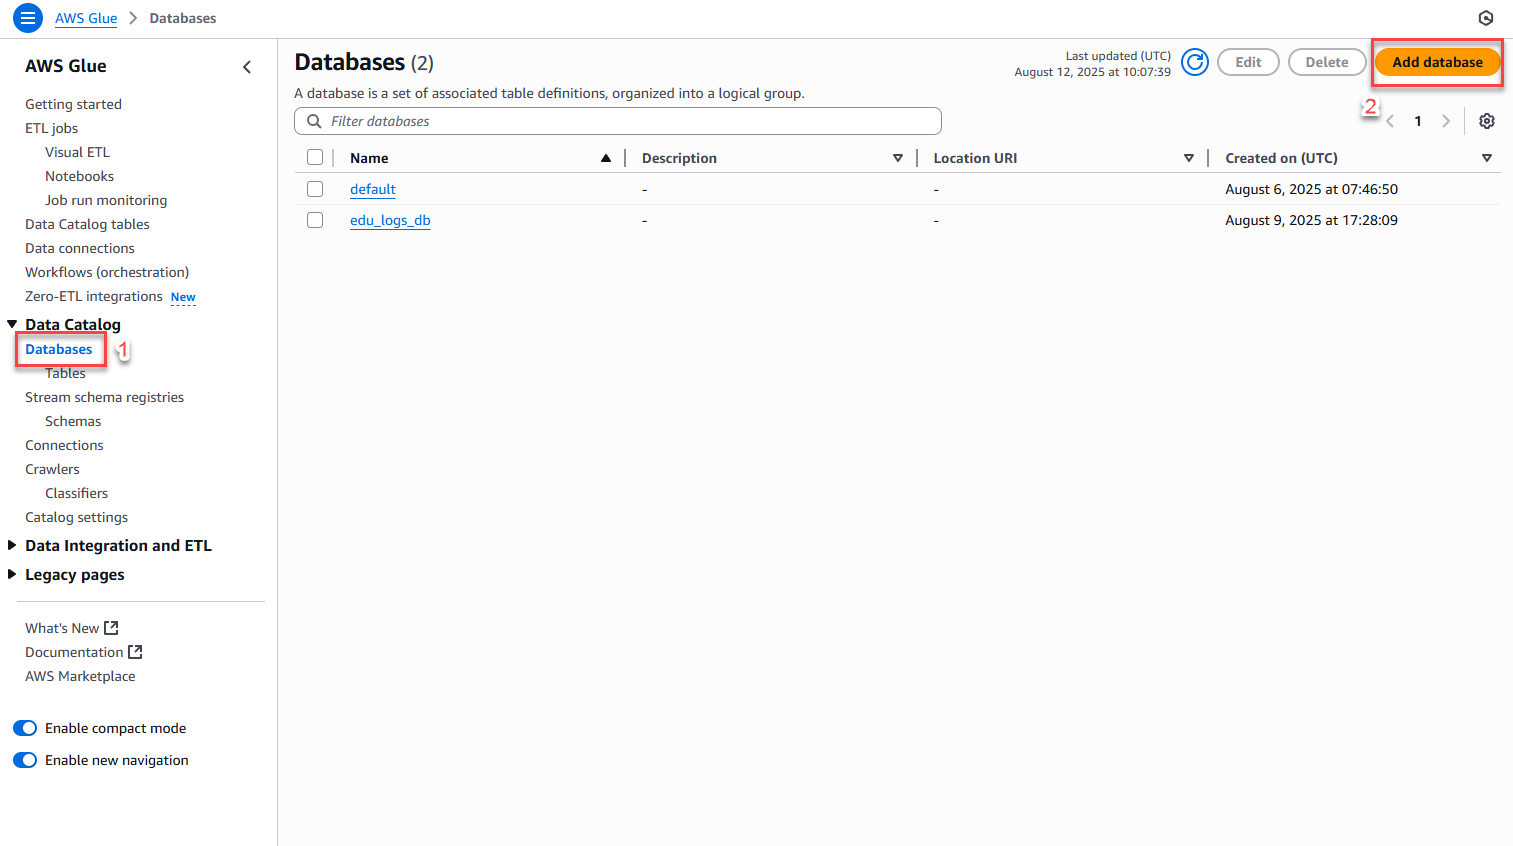 AWS Glue > Databases
AWS Glue
Getting started
ETL jobs
Visual ETL
Notebooks
Job run monitoring
Data Catalog tables
Data connections
Workflows (orchestration)
Zero-ETL integrations New
Data Catalog
Databases 1
Tables
Stream schema registries
Schemas
Connections
Crawlers
Classifiers
Catalog settings
Data Integration and ETL
Legacy pages
What's New
Documentation
AWS Marketplace
Enable compact mode
Enable new navigation
Databases (2)
Last updated (UTC)
August 12, 2025 at 10:07:39
Edit
Delete
Add database
2
A database is a set of associated table definitions, organized into a logical group.
Filter databases
1
Name Description Location URI Created on (UTC)
default - - August 6, 2025 at 07:46:50
edu_logs_db - - August 9, 2025 at 17:28:09